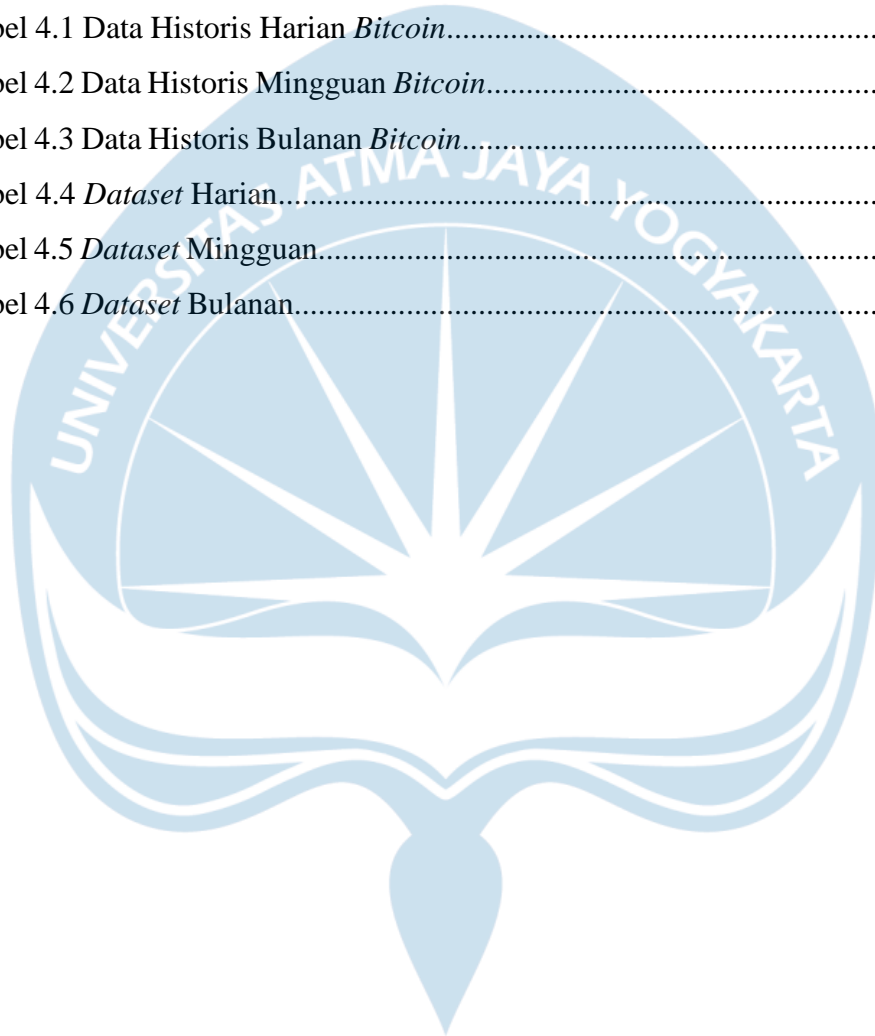 bel 4.1 Data Historis Harian Bitcoin........................................................
bel 4.2 Data Historis Mingguan Bitcoin..................................................
bel 4.3 Data Historis Bulanan Bitcoin.....................................................
bel 4.4 Dataset Harian............................................................................
bel 4.5 Dataset Mingguan.......................................................................
bel 4.6 Dataset Bulanan..........................................................................
UNIVERSITAS ATMA JAYA YOGYAKARTA